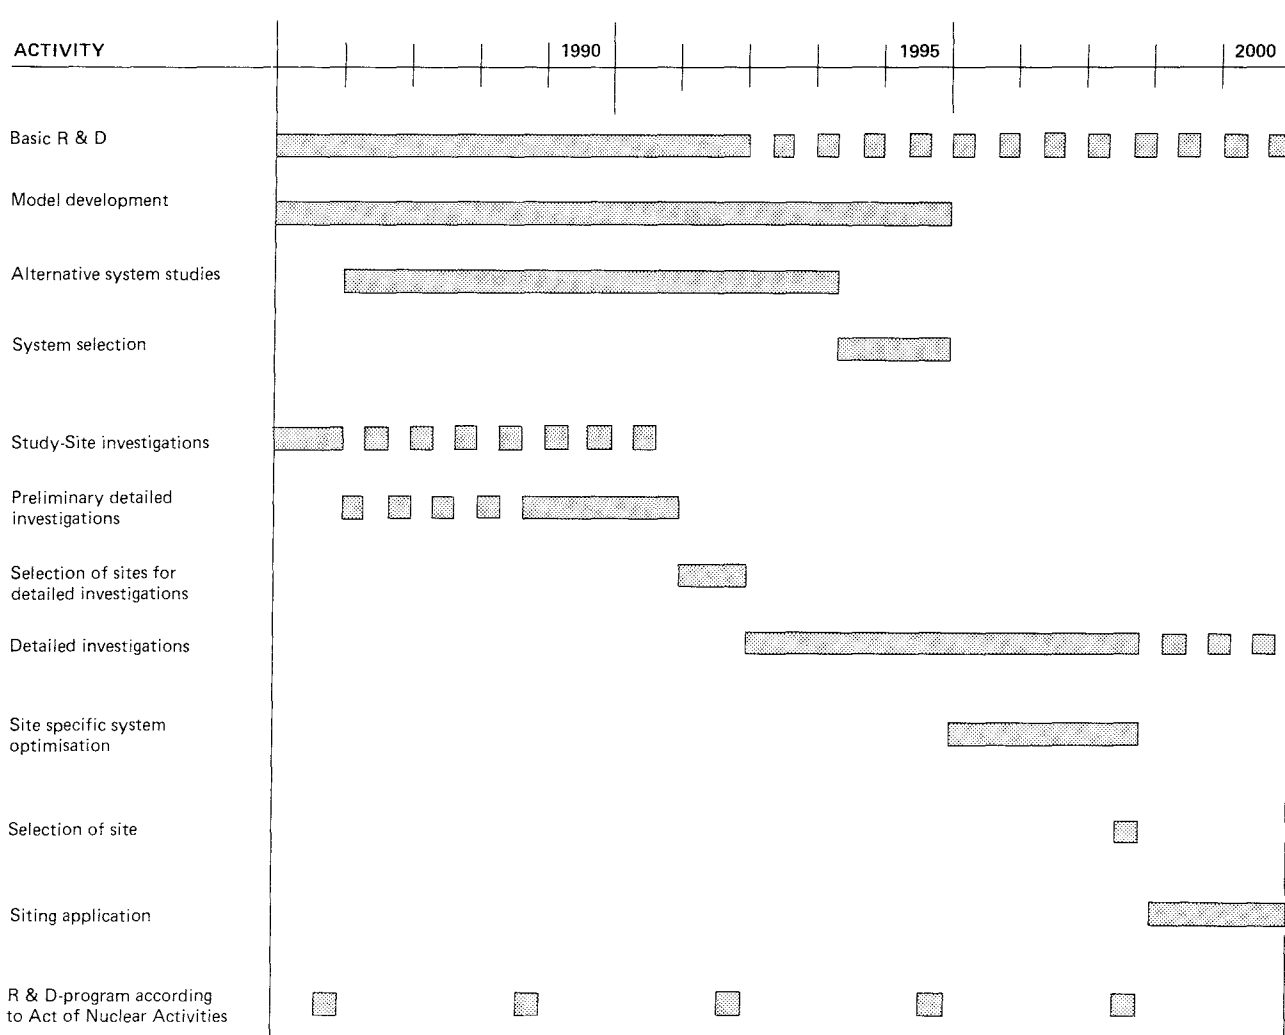 ACTIVITY 1990 1995 2000
Basic R & D
Model development
Alternative system studies
System selection
Study-Site investigations
Preliminary detailed
investigations
Selection of sites for
detailed investigations
Detailed investigations
Site specific system
optimisation
Selection of site
Siting application
R & D-program according
to Act of Nuclear Activities